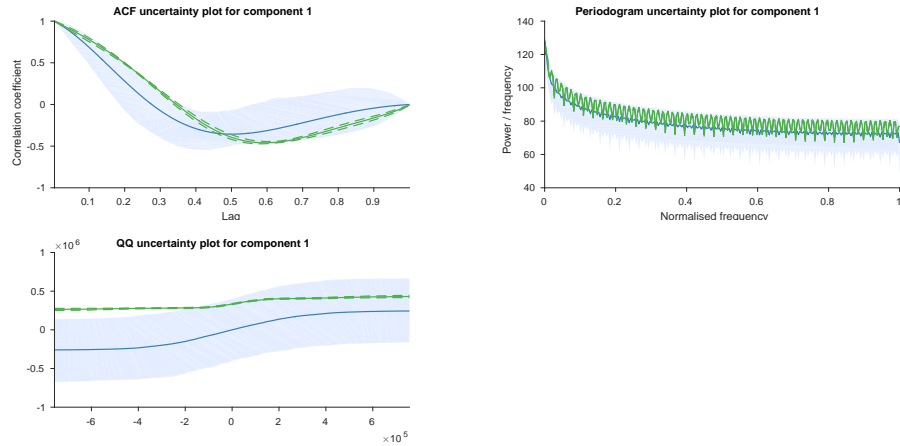 ACF uncertainty plot for component 1
Correlation coefficient
1
0.5
0
-0.5
-1
0.1 0.2 0.3 0.4 0.5 0.6 0.7 0.8 0.9
Lag
Periodogram uncertainty plot for component 1
Power / frequency
140
120
100
80
60
40
0 0.2 0.4 0.6 0.8 1
Normalised frequency
QQ uncertainty plot for component 1
×10^6
1
0.5
0
-0.5
-1
-6 -4 -2 0 2 4 6
×10^5